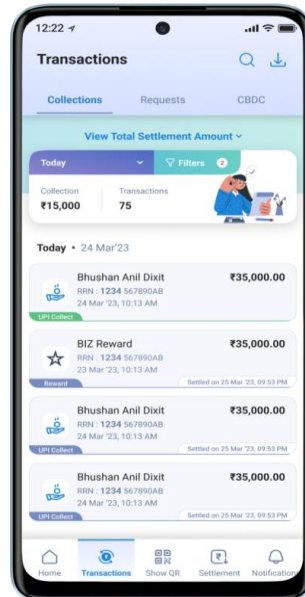 12:22
Transactions
Collections Requests CBDC
View Total Settlement Amount
Today Filters 2
Collection Transactions
₹15,000 75
Today • 24 Mar'23
Bhushan Anil Dixit ₹35,000.00
RRN : 1234 567890AB
24 Mar '23, 10:13 AM
UPI Collect
BIZ Reward ₹35,000.00
RRN : 1234 567890AB
23 Mar '23, 10:13 AM
Reward Settled on 25 Mar '23, 09:53 PM
Bhushan Anil Dixit ₹35,000.00
RRN : 1234 567890AB
24 Mar '23, 10:13 AM
UPI Collect Settled on 25 Mar '23, 09:53 PM
Bhushan Anil Dixit ₹35,000.00
RRN : 1234 567890AB
24 Mar '23, 10:13 AM
UPI Collect Settled on 25 Mar '23, 09:53 PM
Home Transactions Show QR Settlement Notification